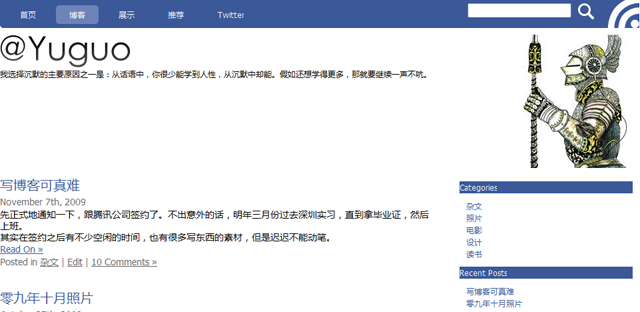 首页 博客 展示 推荐 Twitter
@Yuguo
我选择沉默的主要原因之一是：从话语中，你很少能学到人性，从沉默中却能。假如还想学得更多，那就要继续一声不吭。
写博客可真难
November 7th, 2009
先正式地通知一下，跟腾讯公司签约了。不出意外的话，明年三月份过去深圳实习，直到拿毕业证，然后
上班。
其实在签约之后有不少空闲的时间，也有很多写东西的素材，但是迟迟不能动笔。
Read On »
Posted in 杂文 | Edit | 10 Comments »
零九年十月照片
Categories
杂文
照片
电影
设计
读书
Recent Posts
写博客可真难
零九年十月照片